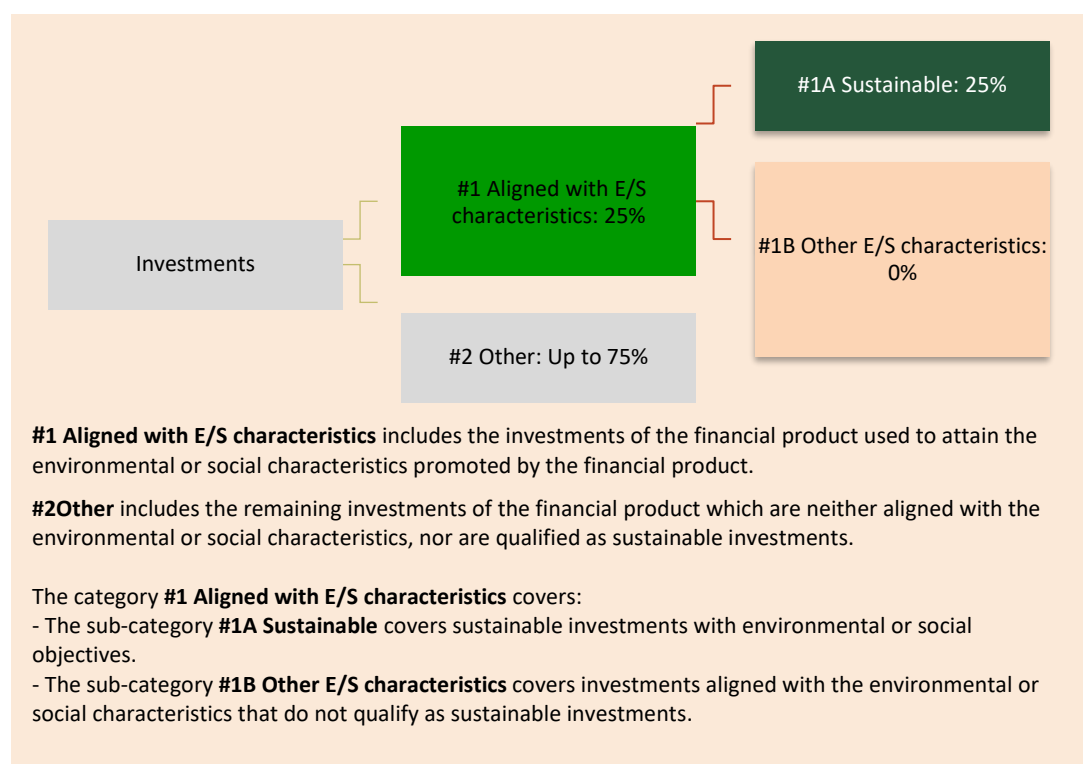 #1A Sustainable: 25%
#1 Aligned with E/S
characteristics: 25%
#1B Other E/S characteristics:
0%
Investments
#2 Other: Up to 75%
#1 Aligned with E/S characteristics includes the investments of the financial product used to attain the
environmental or social characteristics promoted by the financial product.
#2Other includes the remaining investments of the financial product which are neither aligned with the
environmental or social characteristics, nor are qualified as sustainable investments.
The category #1 Aligned with E/S characteristics covers:
- The sub-category #1A Sustainable covers sustainable investments with environmental or social
objectives.
- The sub-category #1B Other E/S characteristics covers investments aligned with the environmental or
social characteristics that do not qualify as sustainable investments.